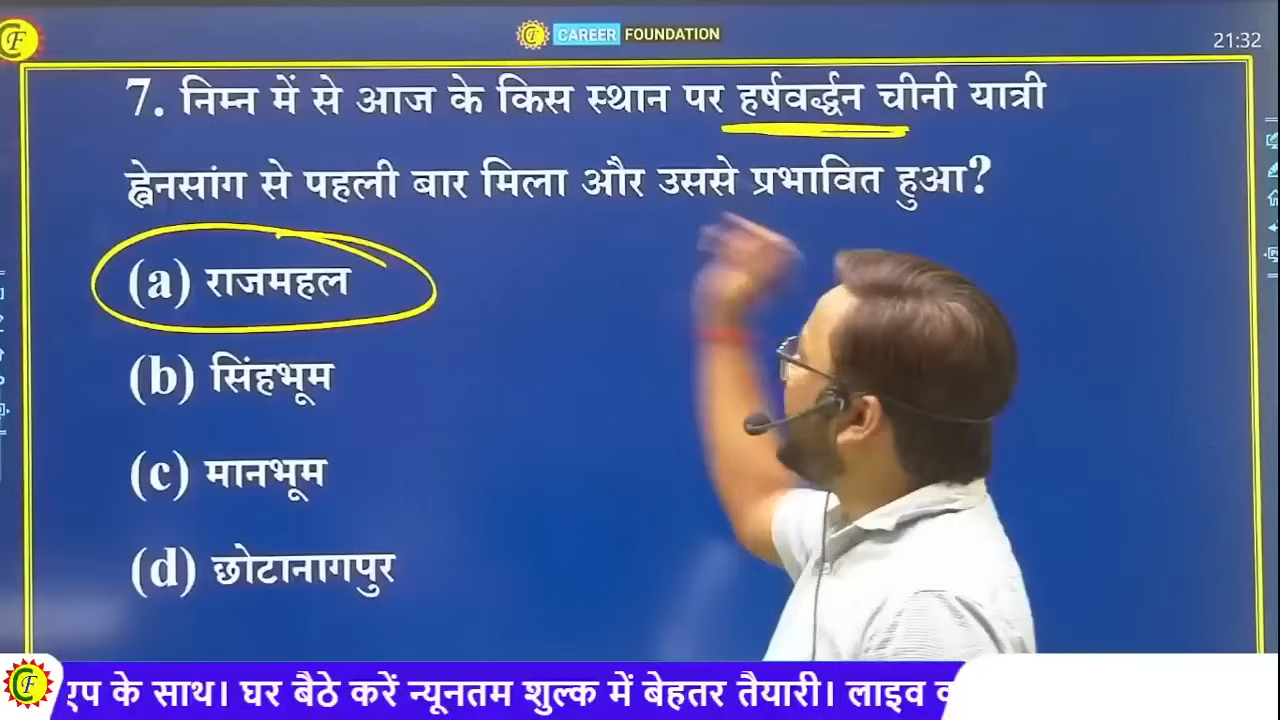 CAREER FOUNDATION
21:32
7. निम्न में से आज के किस स्थान पर हर्षवर्द्धन चीनी यात्री
ह्वेनसांग से पहली बार मिला और उससे प्रभावित हुआ?
(a) राजमहल
(b) सिंहभूम
(c) मानभूम
(d) छोटानागपुर
के साथ। घर बैठे करें न्यूनतम शुल्क में बेहतर तैयारी। लाइव